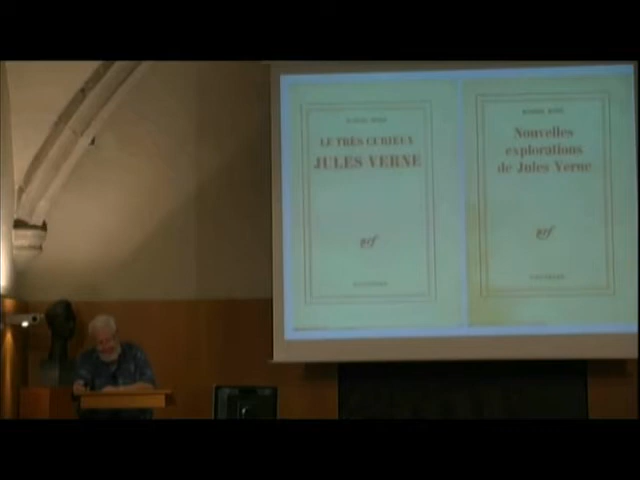 LE TRÈS CURIEUX
JULES VERNE
nrf
Nouvelles
explorations
de Jules Verne
nrf